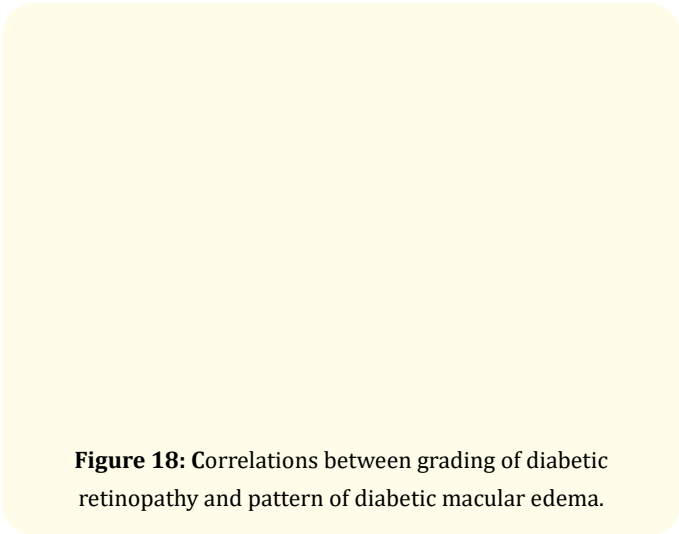 Figure 18: Correlations between grading of diabetic
retinopathy and pattern of diabetic macular edema.